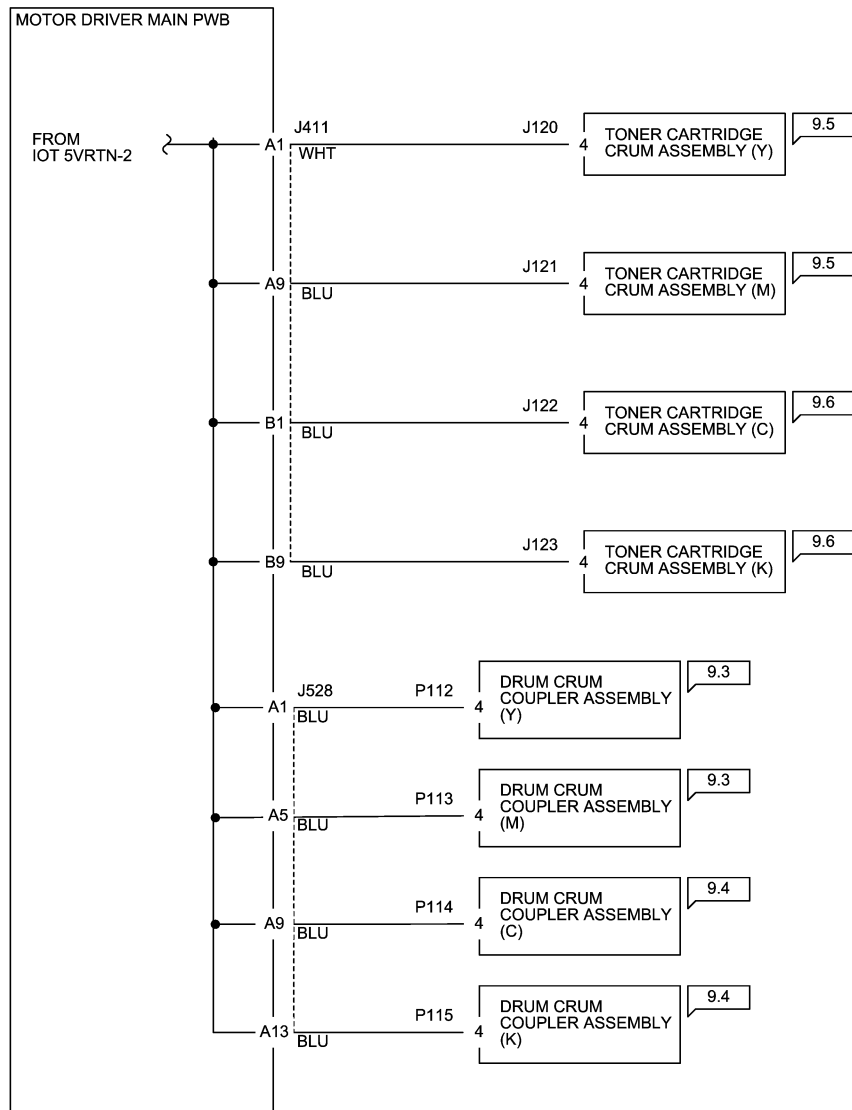 MOTOR DRIVER MAIN PWB
FROM
IOT 5VRTN-2
A1
J411
WHT
J120
4
TONER CARTRIDGE
CRUM ASSEMBLY (Y)
9.5
A9
BLU
J121
4
TONER CARTRIDGE
CRUM ASSEMBLY (M)
9.5
B1
BLU
J122
4
TONER CARTRIDGE
CRUM ASSEMBLY (C)
9.6
B9
BLU
J123
4
TONER CARTRIDGE
CRUM ASSEMBLY (K)
9.6
A1
J528
BLU
P112
4
DRUM CRUM
COUPLER ASSEMBLY
(Y)
9.3
A5
BLU
P113
4
DRUM CRUM
COUPLER ASSEMBLY
(M)
9.3
A9
BLU
P114
4
DRUM CRUM
COUPLER ASSEMBLY
(C)
9.4
A13
BLU
P115
4
DRUM CRUM
COUPLER ASSEMBLY
(K)
9.4